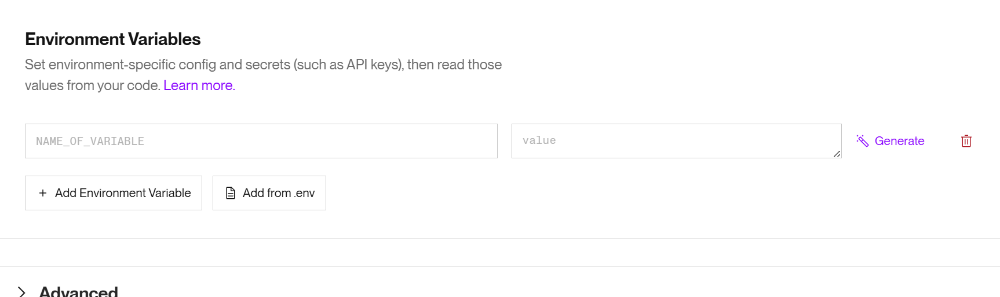 Environment Variables
Set environment-specific config and secrets (such as API keys), then read those
values from your code. Learn more.
NAME_OF_VARIABLE
value
Generate
Add Environment Variable
Add from .env
Advanced